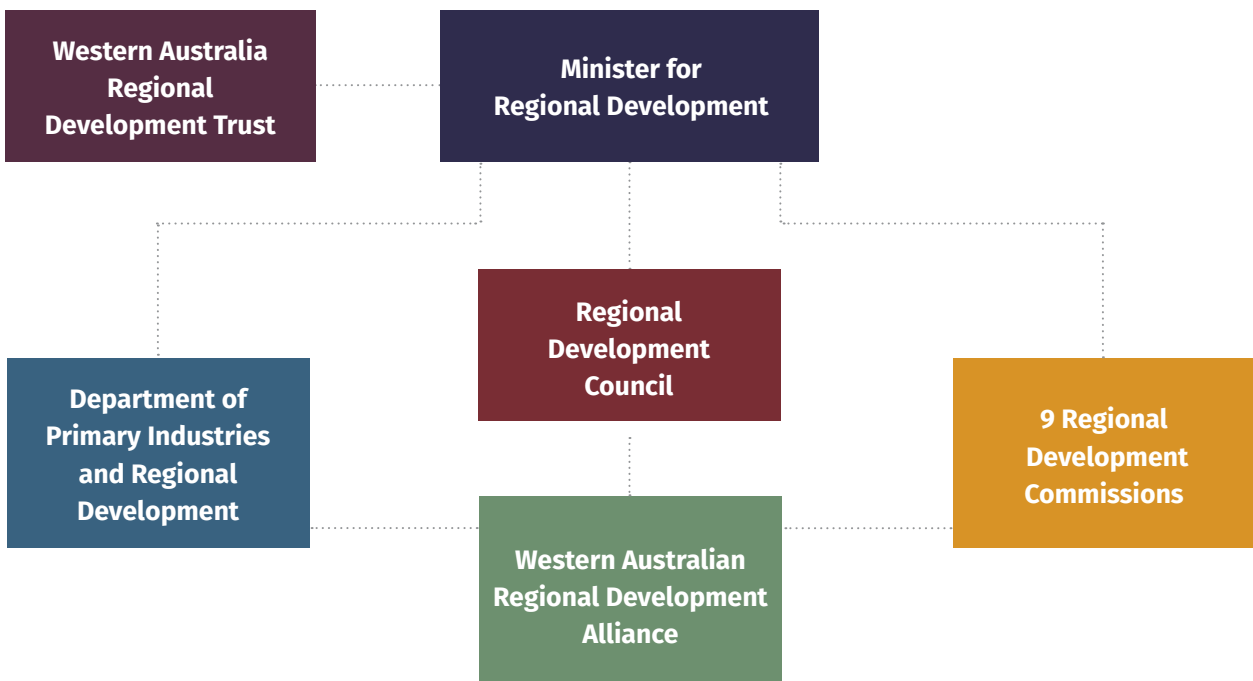 Western Australia
Regional
Development Trust
Minister for
Regional Development
Regional
Development
Council
Department of
Primary Industries
and Regional
Development
9 Regional
Development
Commissions
Western Australian
Regional Development
Alliance